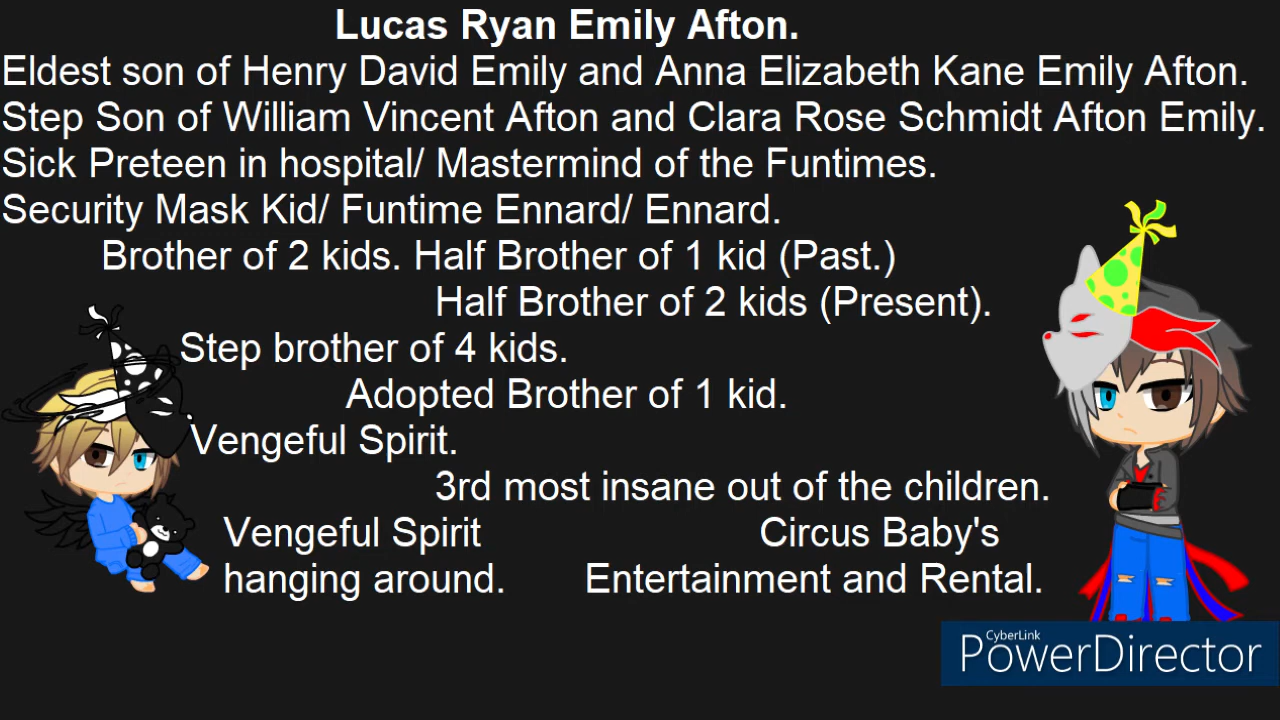 Lucas Ryan Emily Afton.
Eldest son of Henry David Emily and Anna Elizabeth Kane Emily Afton.
Step Son of William Vincent Afton and Clara Rose Schmidt Afton Emily.
Sick Preteen in hospital/ Mastermind of the Funtimes.
Security Mask Kid/ Funtime Ennard/ Ennard.
Brother of 2 kids. Half Brother of 1 kid (Past.)
Half Brother of 2 kids (Present).
Step brother of 4 kids.
Adopted Brother of 1 kid.
Vengeful Spirit.
3rd most insane out of the children.
Vengeful Spirit
hanging around.
Circus Baby's
Entertainment and Rental.
CyberLink
PowerDirector